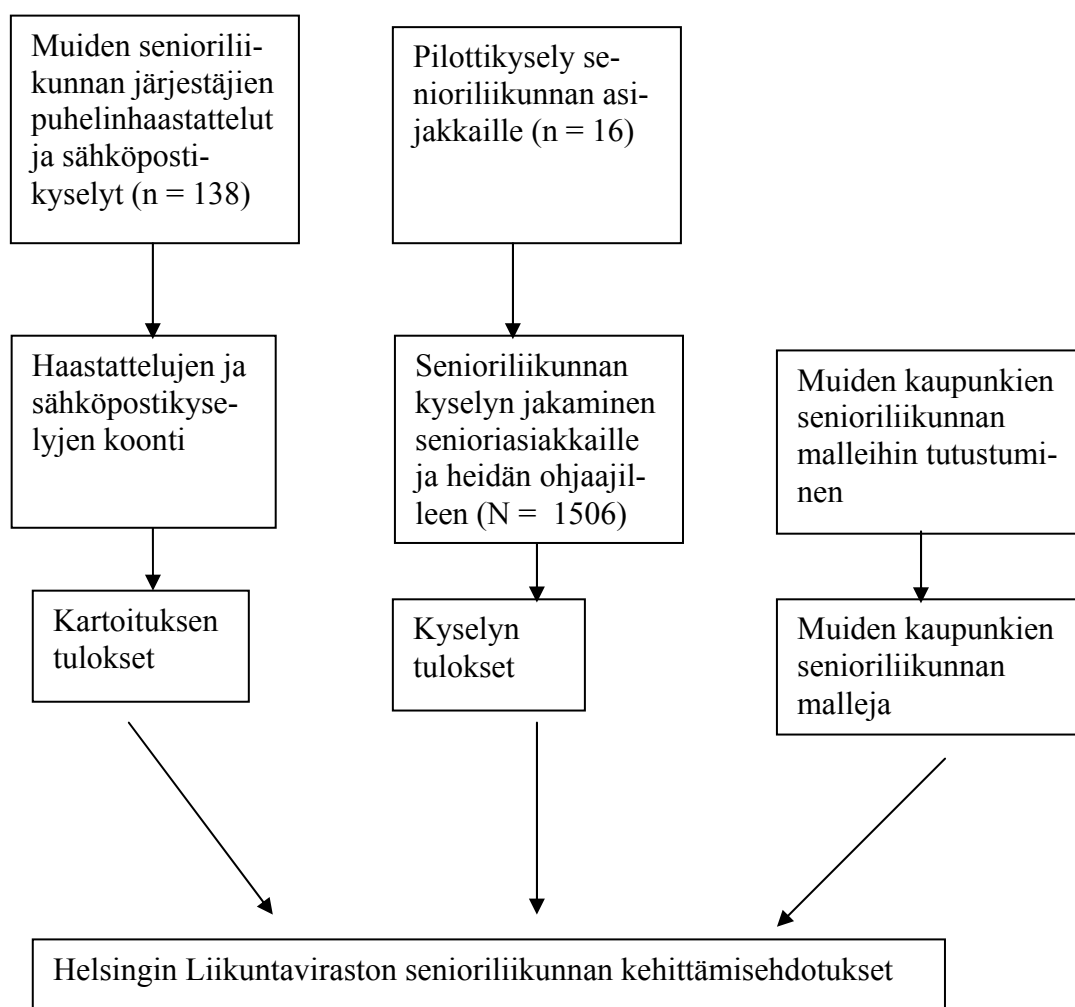 Muiden seniorilii-
kunnan järjestäjien
puhelinhaastattelut
ja sähköposti-
kyselyt (n = 138)
Pilottikysely se-
nioriliikunnan asi-
jakkaille (n = 16)
Haastattelujen ja
sähköpostikyse-
lyjen koonti
Senioriliikunnan
kyselyn jakaminen
senioriasiakkaille
ja heidän ohjaajil-
leen (N = 1506)
Muiden kaupunkien
senioriliikunnan
malleihin tutustumi-
nen
Kartoituksen
tulokset
Kyselyn
tulokset
Muiden kaupunkien
senioriliikunnan
malleja
Helsingin Liikuntaviraston senioriliikunnan kehittämisehdotukset